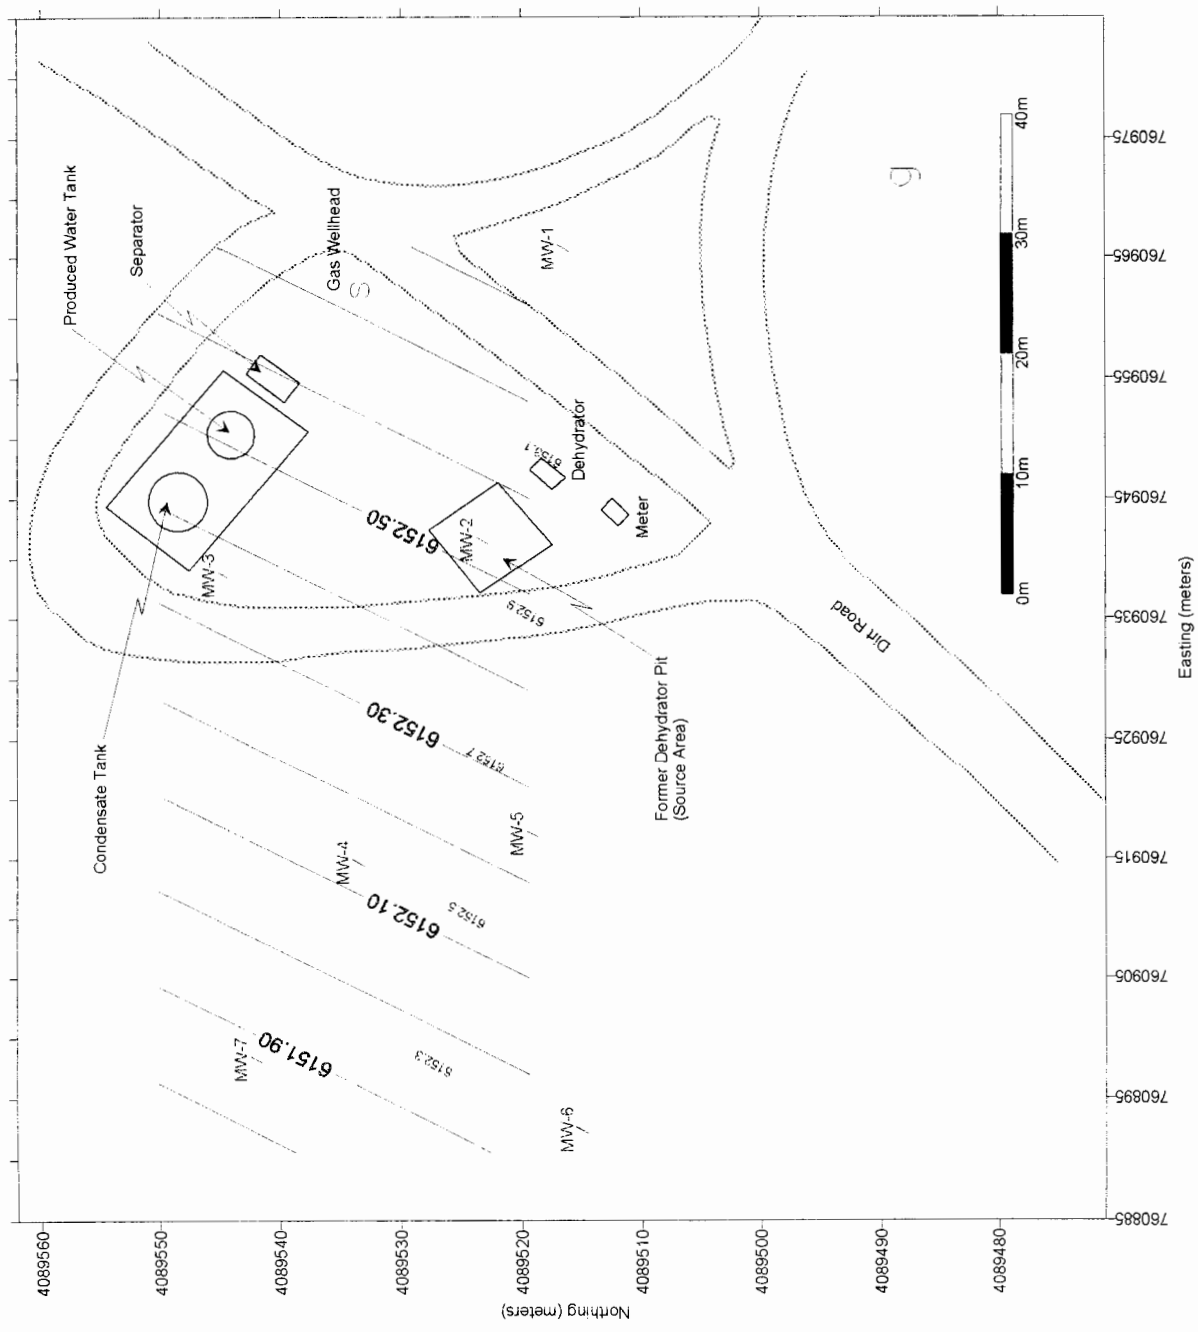 Produced Water Tank
Separator
Gas Wellhead
S
MW-1
g
Condensate Tank
MW-3
6152.50
MW-2
6153.1
Dehydrator
Meter
6152.9
Former Dehydrator Pit
(Source Area)
Dirt Road
6152.30
6152.7
MW-5
MW-4
6152.10
6152.5
MW-7
6151.90
6152.3
MW-6
0m
10m
20m
30m
40m
4089560
4089550
4089540
4089530
4089520
4089510
4089500
4089490
4089480
Northing (meters)
760885
760895
760905
760915
760925
760935
760945
760955
760965
760975
Easting (meters)